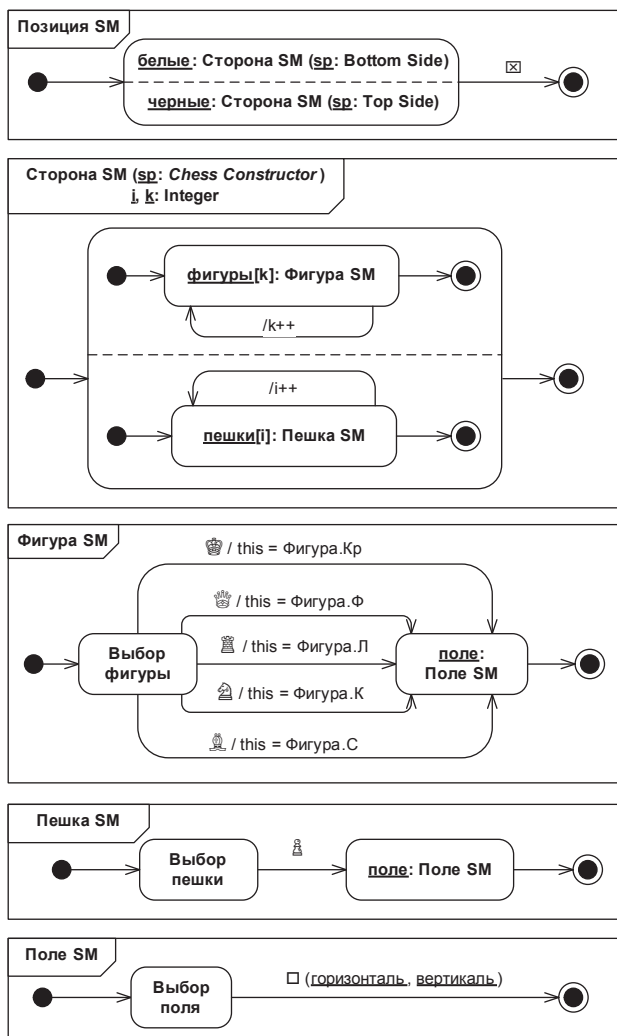 Позиция SM
белые: Сторона SM (sp: Bottom Side)
черные: Сторона SM (sp: Top Side)
☒
Сторона SM (sp: Chess Constructor)
i, k: Integer
фигуры[k]: Фигура SM
/k++
/i++
пешки[i]: Пешка SM
Фигура SM
♔ / this = Фигура.Кр
♕ / this = Фигура.Ф
♖ / this = Фигура.Л
♘ / this = Фигура.К
♗ / this = Фигура.С
Выбор
фигуры
поле:
Поле SM
Пешка SM
Выбор
пешки
♙
поле: Поле SM
Поле SM
Выбор
поля
□ (горизонталь, вертикаль)